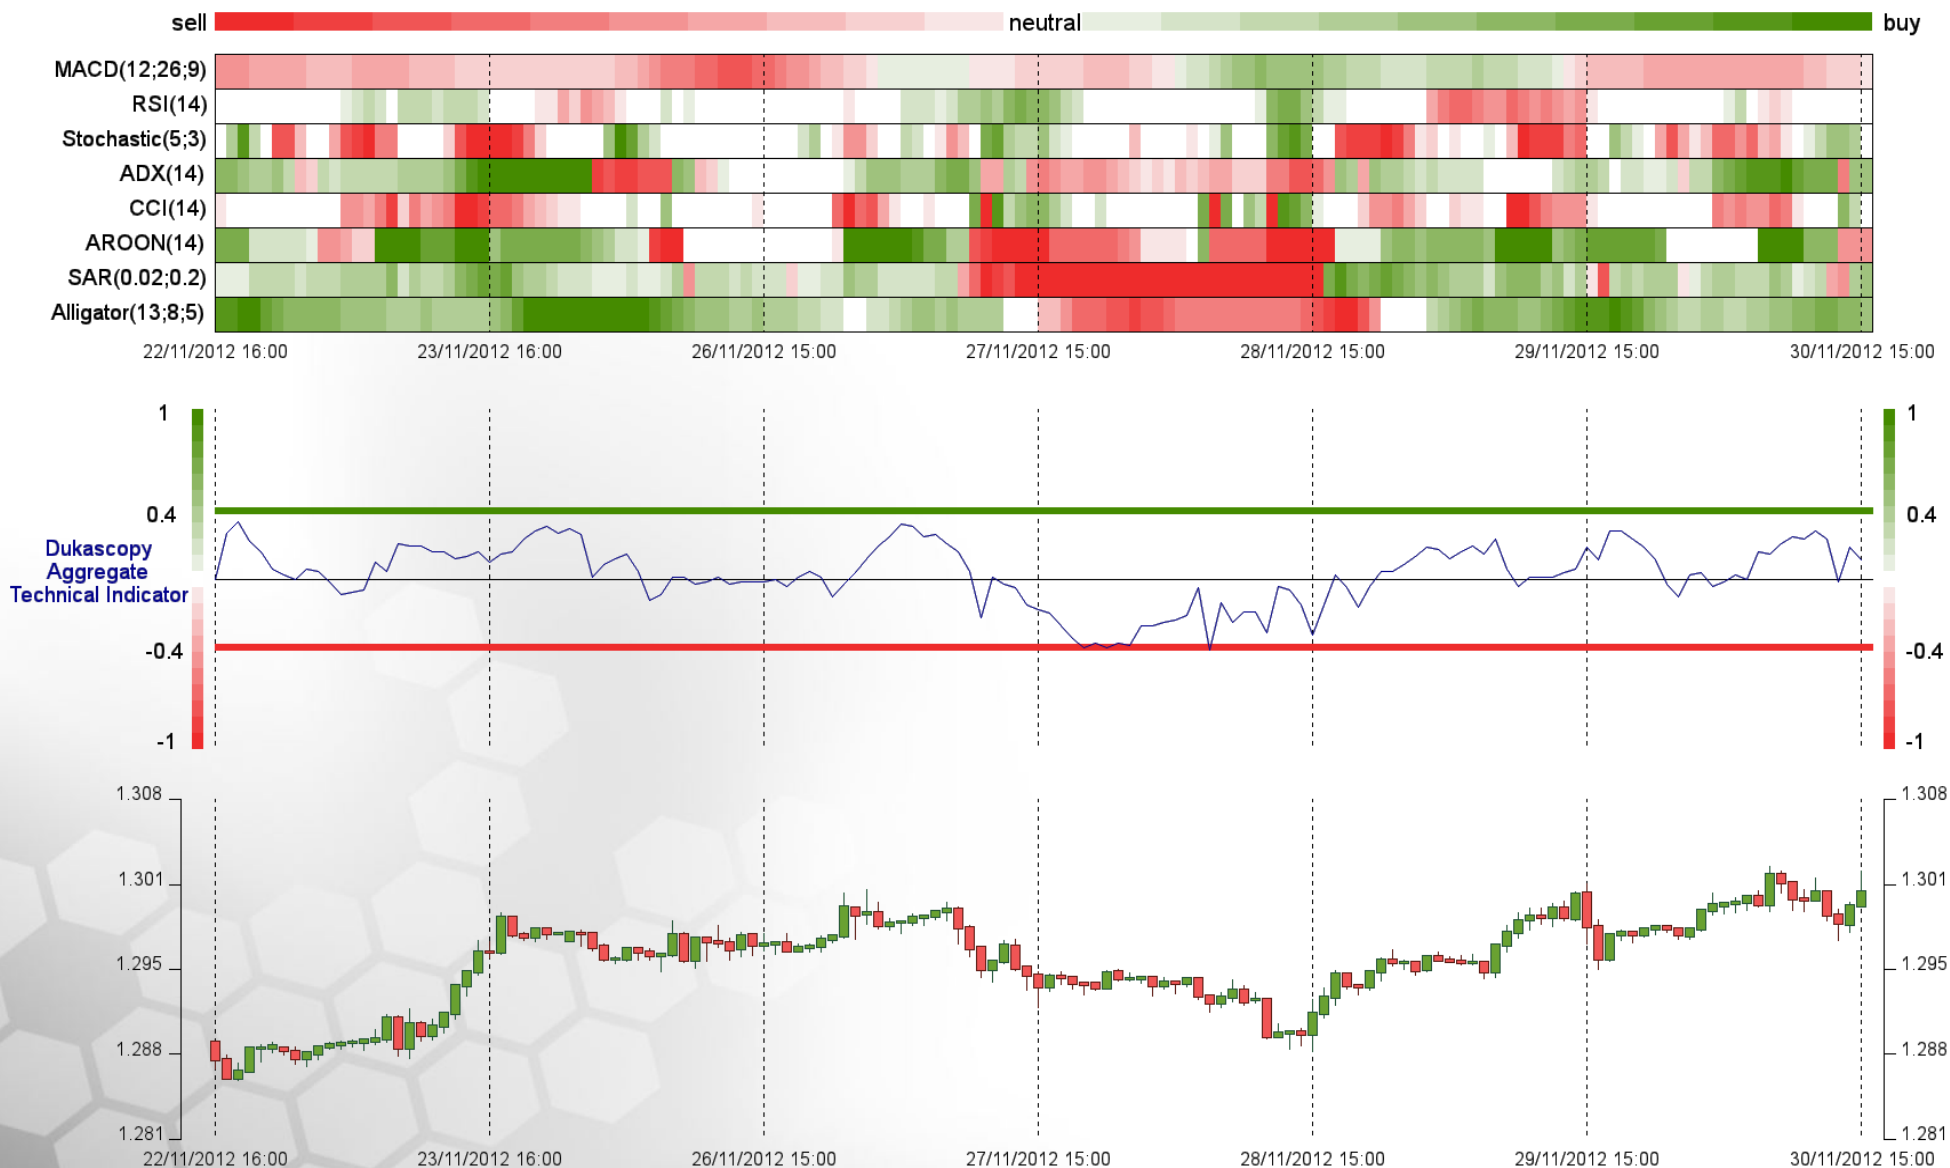 sell neutral buy
MACD(12;26;9)
RSI(14)
Stochastic(5;3)
ADX(14)
CCI(14)
AROON(14)
SAR(0.02;0.2)
Alligator(13;8;5)
22/11/2012 16:00 23/11/2012 16:00 26/11/2012 15:00 27/11/2012 15:00 28/11/2012 15:00 29/11/2012 15:00 30/11/2012 15:00
1 1
0.4 0.4
Dukascopy
Aggregate
Technical Indicator
-0.4 -0.4
-1 -1
1.308 1.308
1.301 1.301
1.295 1.295
1.288 1.288
1.281 1.281
22/11/2012 16:00 23/11/2012 16:00 26/11/2012 15:00 27/11/2012 15:00 28/11/2012 15:00 29/11/2012 15:00 30/11/2012 15:00